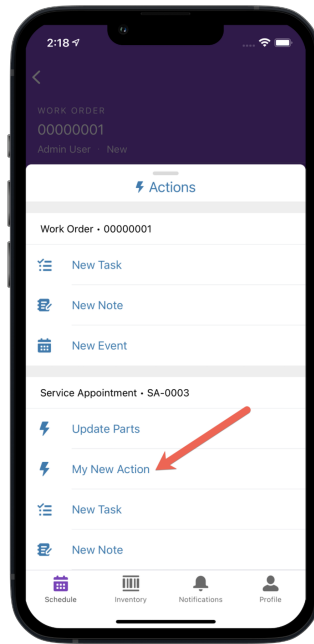 2:18
WORK ORDER
00000001
Admin User · New
Actions
Work Order • 00000001
New Task
New Note
New Event
Service Appointment • SA-0003
Update Parts
My New Action
New Task
New Note
Schedule
Inventory
Notifications
Profile